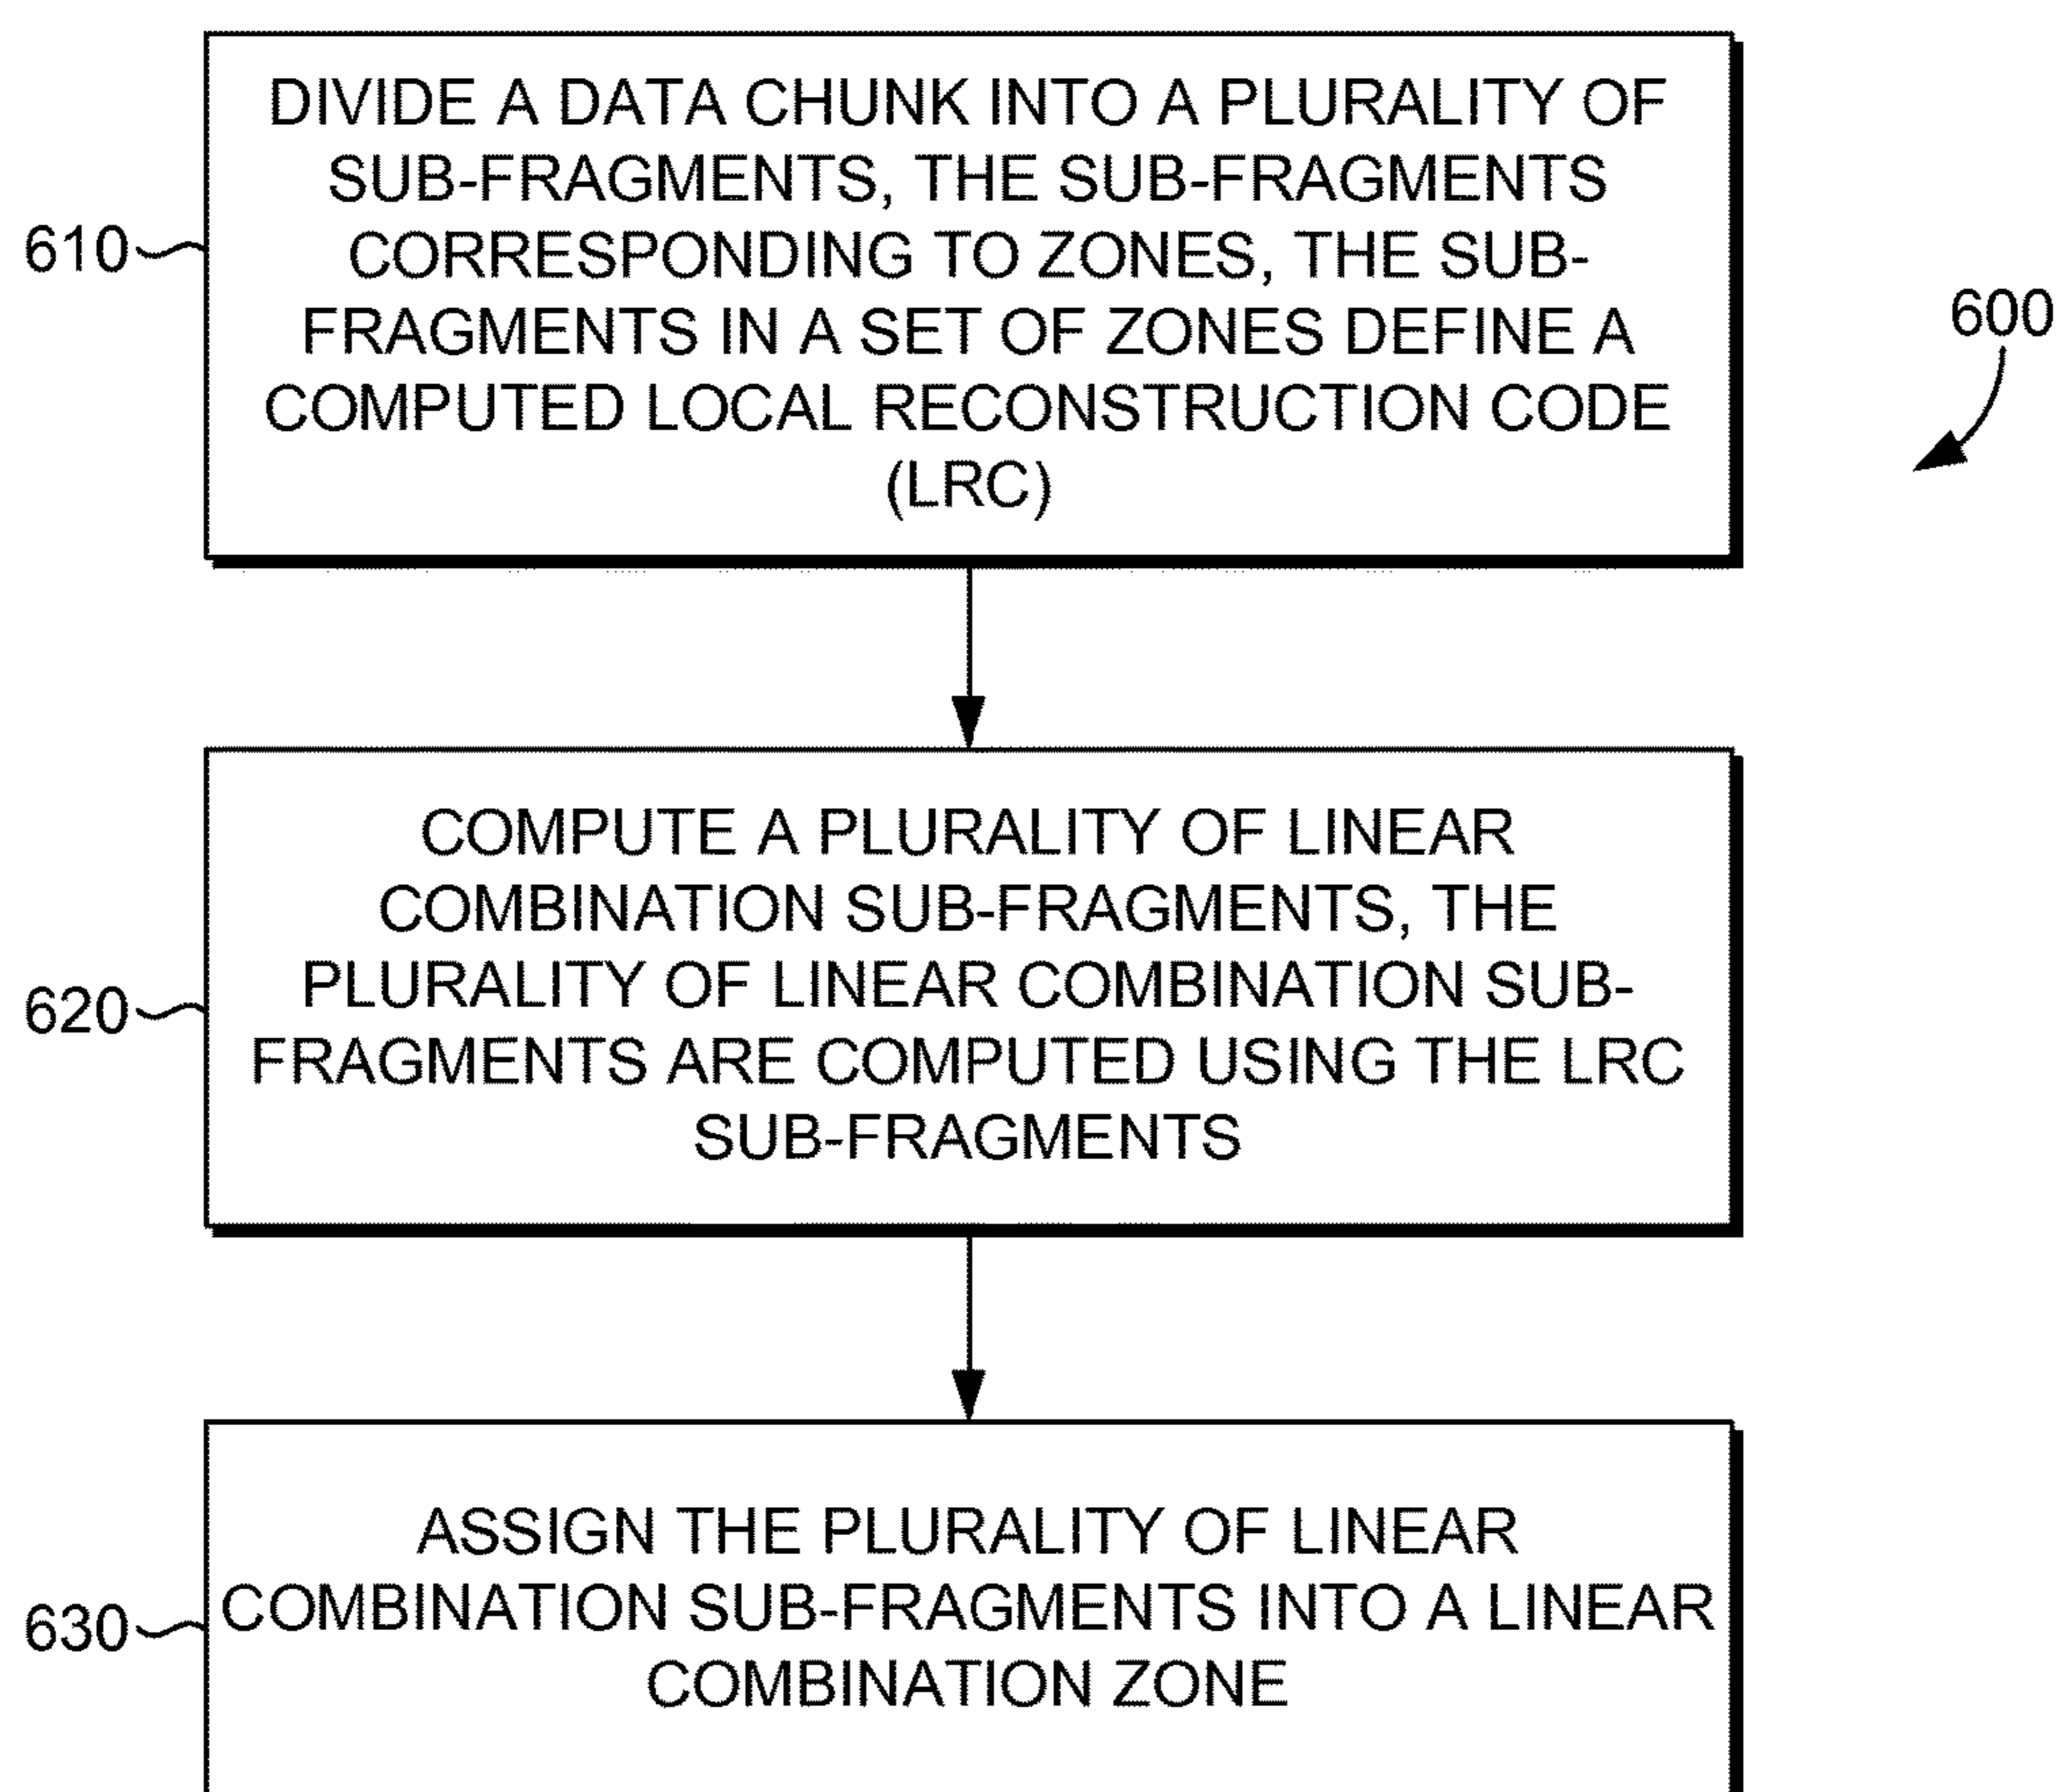 DIVIDE A DATA CHUNK INTO A PLURALITY OF
SUB-FRAGMENTS, THE SUB-FRAGMENTS
CORRESPONDING TO ZONES, THE SUB-
FRAGMENTS IN A SET OF ZONES DEFINE A
COMPUTED LOCAL RECONSTRUCTION CODE
(LRC)
610
600
COMPUTE A PLURALITY OF LINEAR
COMBINATION SUB-FRAGMENTS, THE
PLURALITY OF LINEAR COMBINATION SUB-
FRAGMENTS ARE COMPUTED USING THE LRC
SUB-FRAGMENTS
620
ASSIGN THE PLURALITY OF LINEAR
COMBINATION SUB-FRAGMENTS INTO A LINEAR
COMBINATION ZONE
630